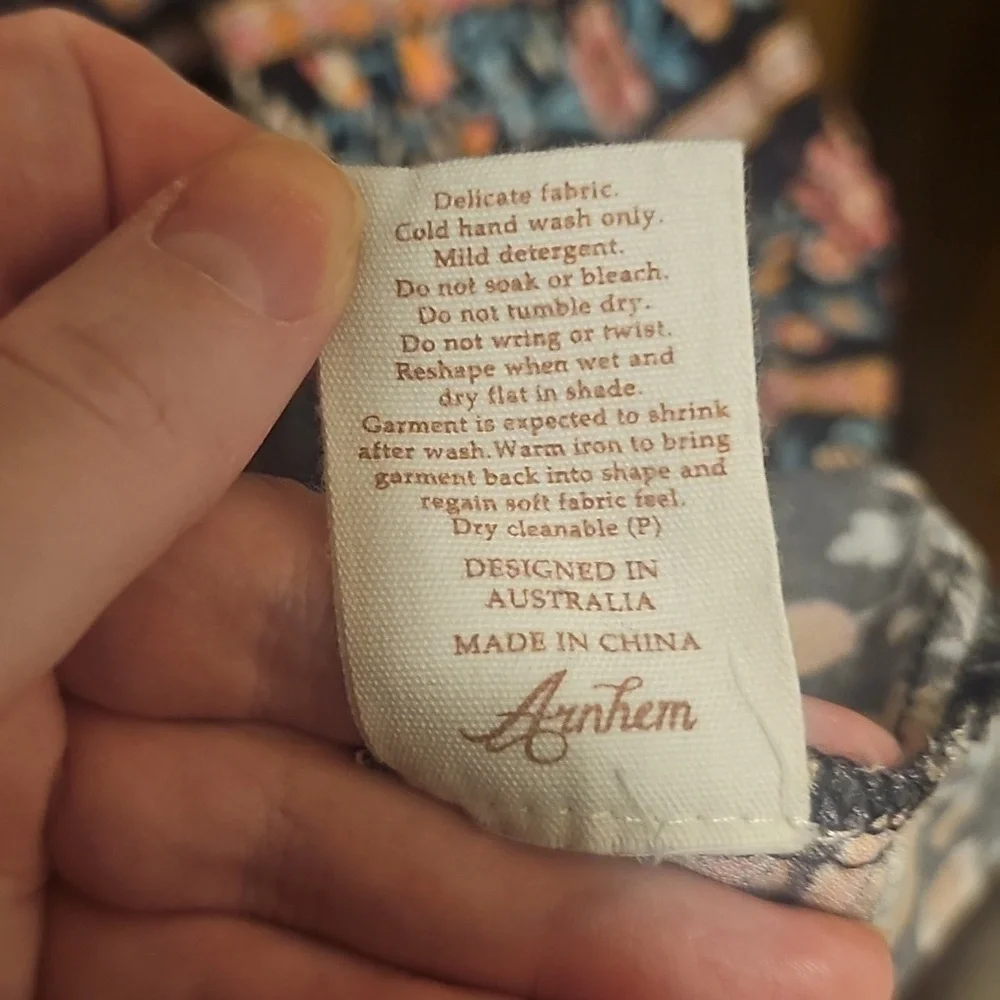 Delicate fabric.
Cold hand wash only.
Mild detergent.
Do not soak or bleach.
Do not tumble dry.
Do not wring or twist.
Reshape when wet and
dry flat in shade.
Garment is expected to shrink
after wash.Warm iron to bring
garment back into shape and
regain soft fabric feel.
Dry cleanable (P)
DESIGNED IN
AUSTRALIA
MADE IN CHINA
Arnhem